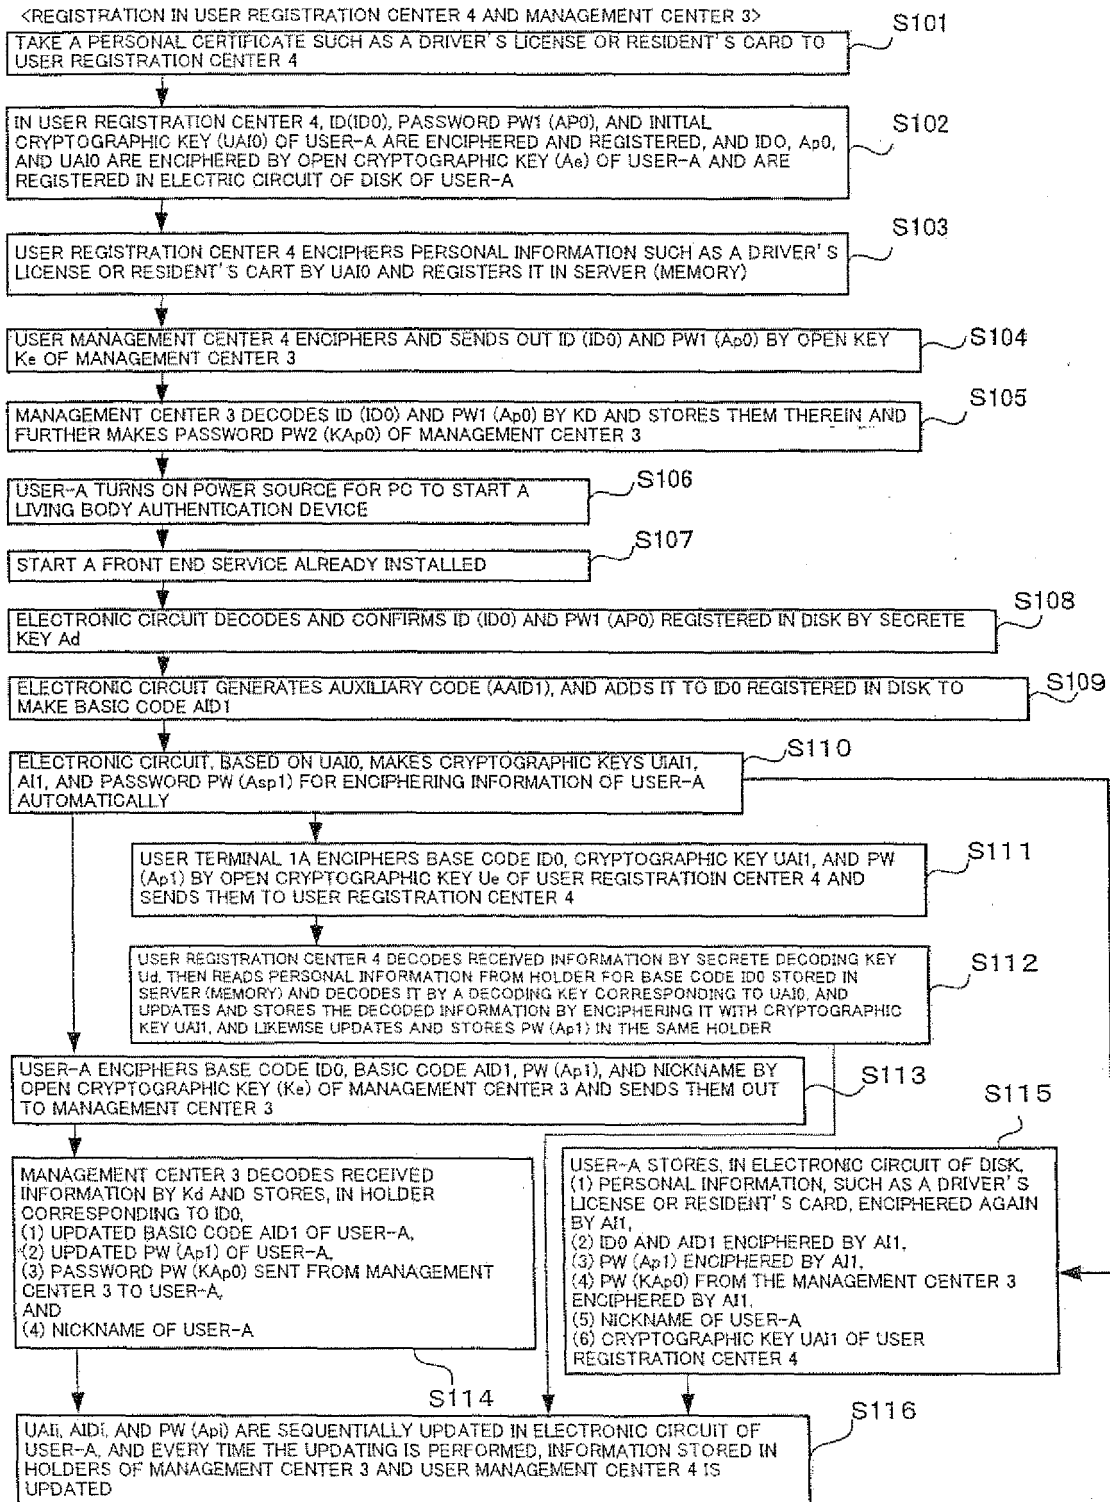 <REGISTRATION IN USER REGISTRATION CENTER 4 AND MANAGEMENT CENTER 3>
S101
TAKE A PERSONAL CERTIFICATE SUCH AS A DRIVER'S LICENSE OR RESIDENT'S CARD TO
USER REGISTRATION CENTER 4
S102
IN USER REGISTRATION CENTER 4, ID(ID0), PASSWORD PW1 (AP0), AND INITIAL
CRYPTOGRAPHIC KEY (UAI0) OF USER-A ARE ENCIPHERED AND REGISTERED, AND IDO, Ap0,
AND UAI0 ARE ENCIPHERED BY OPEN CRYPTOGRAPHIC KEY (Ae) OF USER-A AND ARE
REGISTERED IN ELECTRIC CIRCUIT OF DISK OF USER-A
S103
USER REGISTRATION CENTER 4 ENCIPHERS PERSONAL INFORMATION SUCH AS A DRIVER'S
LICENSE OR RESIDENT'S CART BY UAI0 AND REGISTERS IT IN SERVER (MEMORY)
S104
USER MANAGEMENT CENTER 4 ENCIPHERS AND SENDS OUT ID (ID0) AND PW1 (Ap0) BY OPEN KEY
Ke OF MANAGEMENT CENTER 3
S105
MANAGEMENT CENTER 3 DECODES ID (ID0) AND PW1 (Ap0) BY KD AND STORES THEM THEREIN AND
FURTHER MAKES PASSWORD PW2 (KAp0) OF MANAGEMENT CENTER 3
S106
USER-A TURNS ON POWER SOURCE FOR PC TO START A
LIVING BODY AUTHENTICATION DEVICE
S107
START A FRONT END SERVICE ALREADY INSTALLED
S108
ELECTRONIC CIRCUIT DECODES AND CONFIRMS ID (ID0) AND PW1 (AP0) REGISTERED IN DISK BY SECRETE
KEY Ad
S109
ELECTRONIC CIRCUIT GENERATES AUXILIARY CODE (AAID1), AND ADDS IT TO ID0 REGISTERED IN DISK TO
MAKE BASIC CODE AID1
S110
ELECTRONIC CIRCUIT, BASED ON UAI0, MAKES CRYPTOGRAPHIC KEYS UIAI1,
AI1, AND PASSWORD PW (Asp1) FOR ENCIPHERING INFORMATION OF USER-A
AUTOMATICALLY
S111
USER TERMINAL 1A ENCIPHERS BASE CODE ID0, CRYPTOGRAPHIC KEY UAI1, AND PW
(Ap1) BY OPEN CRYPTOGRAPHIC KEY Ue OF USER REGISTRATIOIN CENTER 4 AND
SENDS THEM TO USER REGISTRATION CENTER 4
S112
USER REGISTRATION CENTER 4 DECODES RECEIVED INFORMATION BY SECRETE DECODING KEY
Ud, THEN READS PERSONAL INFORMATION FROM HOLDER FOR BASE CODE ID0 STORED IN
SERVER (MEMORY) AND DECODES IT BY A DECODING KEY CORRESPONDING TO UAI0, AND
UPDATES AND STORES THE DECODED INFORMATION BY ENCIPHERING IT WITH CRYPTOGRAPHIC
KEY UAI1, AND LIKEWISE UPDATES AND STORES PW (Ap1) IN THE SAME HOLDER
USER-A ENCIPHERS BASE CODE ID0, BASIC CODE AID1, PW (Ap1), AND NICKNAME BY
OPEN CRYPTOGRAPHIC KEY (Ke) OF MANAGEMENT CENTER 3 AND SENDS THEM OUT
TO MANAGEMENT CENTER 3
S113
MANAGEMENT CENTER 3 DECODES RECEIVED
INFORMATION BY Kd AND STORES, IN HOLDER
CORRESPONDING TO ID0,
(1) UPDATED BASIC CODE AID1 OF USER-A,
(2) UPDATED PW (Ap1) OF USER-A,
(3) PASSWORD PW (KAp0) SENT FROM MANAGEMENT
CENTER 3 TO USER-A,
AND
(4) NICKNAME OF USER-A
S114
S115
USER-A STORES, IN ELECTRONIC CIRCUIT OF DISK,
(1) PERSONAL INFORMATION, SUCH AS A DRIVER'S
LICENSE OR RESIDENT'S CARD, ENCIPHERED AGAIN
BY AI1,
(2) ID0 AND AID1 ENCIPHERED BY AI1,
(3) PW (Ap1) ENCIPHERED BY AI1,
(4) PW (KAp0) FROM THE MANAGEMENT CENTER 3
ENCIPHERED BY AI1,
(5) NICKNAME OF USER-A
(6) CRYPTOGRAPHIC KEY UAI1 OF USER
REGISTRATION CENTER 4
S116
UAIi, AIDi, AND PW (Api) ARE SEQUENTIALLY UPDATED IN ELECTRONIC CIRCUIT OF
USER-A, AND EVERY TIME THE UPDATING IS PERFORMED, INFORMATION STORED IN
HOLDERS OF MANAGEMENT CENTER 3 AND USER MANAGEMENT CENTER 4 IS
UPDATED